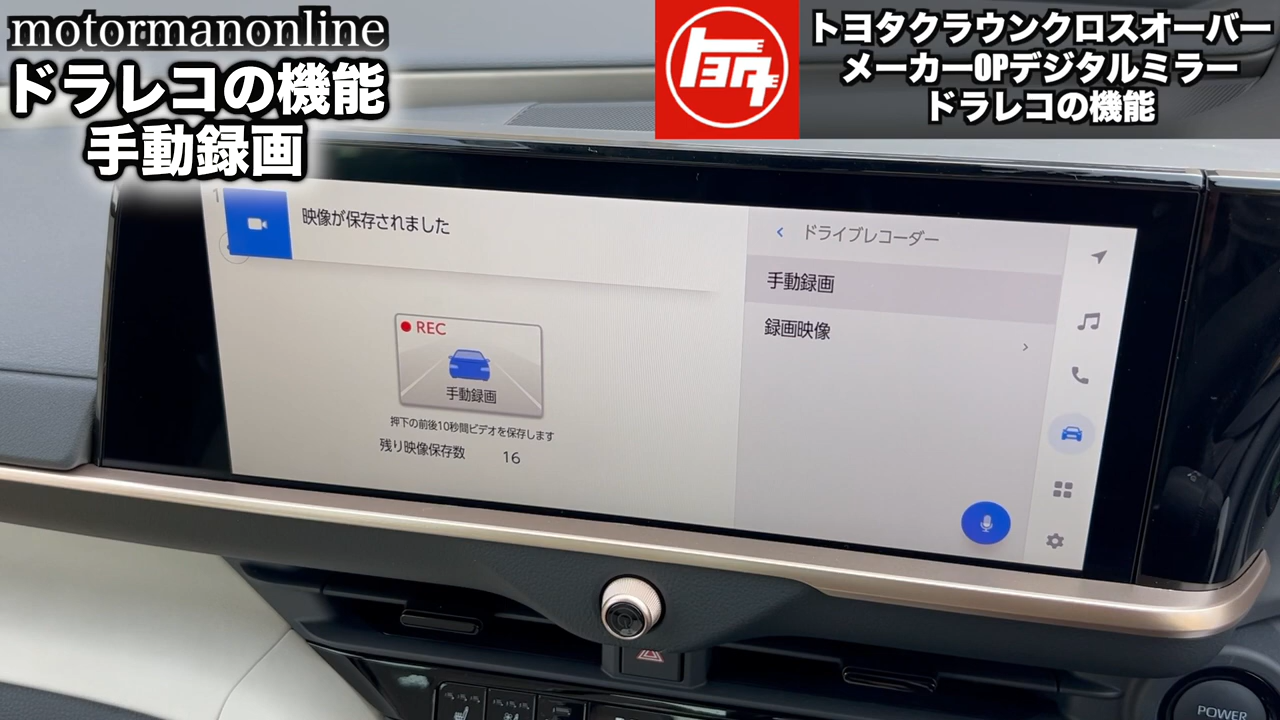 motormanonline
ドラレコの機能
手動録画
トヨタ
トヨタクラウンクロスオーバー
メーカーOPデジタルミラー
ドラレコの機能
1
映像が保存されました
REC
手動録画
押下の前後10秒間ビデオを保存します
残り映像保存数 16
ドライブレコーダー
手動録画
録画映像
POWER